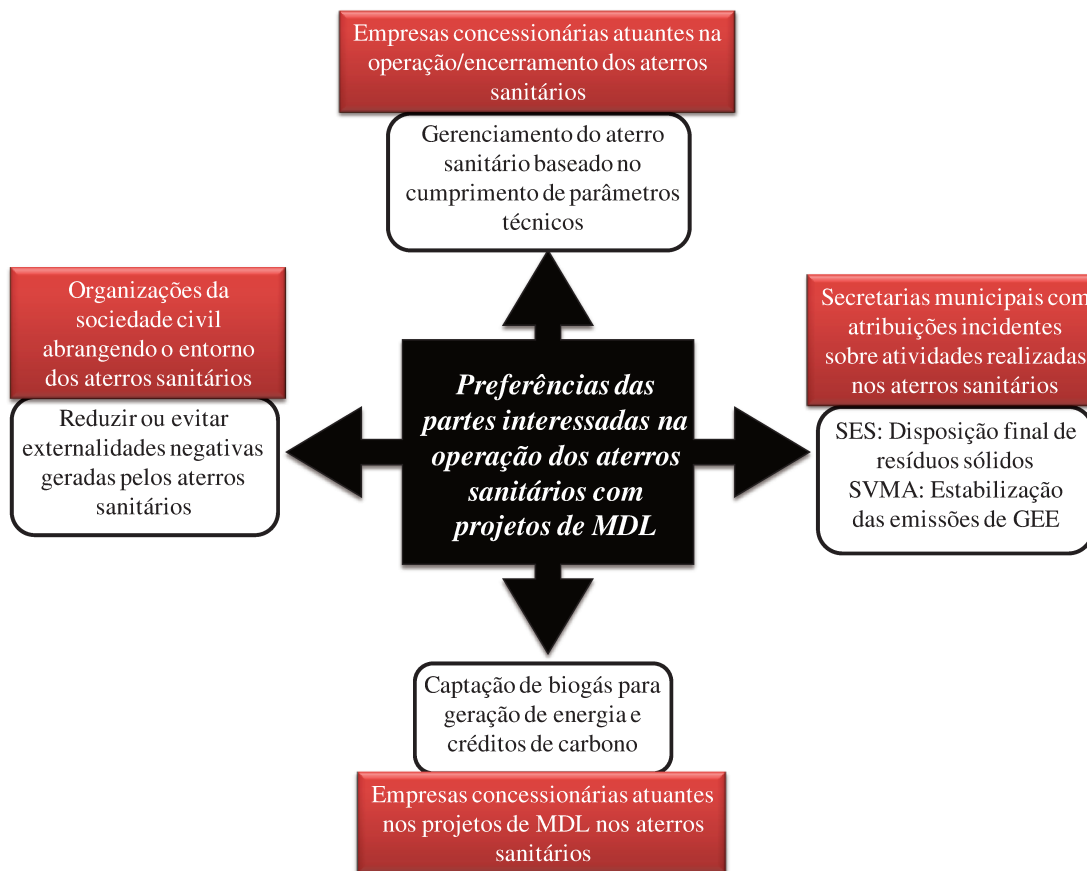 Empresas concessionárias atuantes na
operação/encerramento dos aterros
sanitários
Gerenciamento do aterro
sanitário baseado no
cumprimento de parâmetros
técnicos
Organizações da
sociedade civil
abrangendo o entorno
dos aterros sanitários
Reduzir ou evitar
externalidades negativas
geradas pelos aterros
sanitários
Preferências das
partes interessadas na
operação dos aterros
sanitários com
projetos de MDL
Secretarias municipais com
atribuições incidentes
sobre atividades realizadas
nos aterros sanitários
SES: Disposição final de
resíduos sólidos
SVMA: Estabilização
das emissões de GEE
Captação de biogás para
geração de energia e
créditos de carbono
Empresas concessionárias atuantes
nos projetos de MDL nos aterros
sanitários